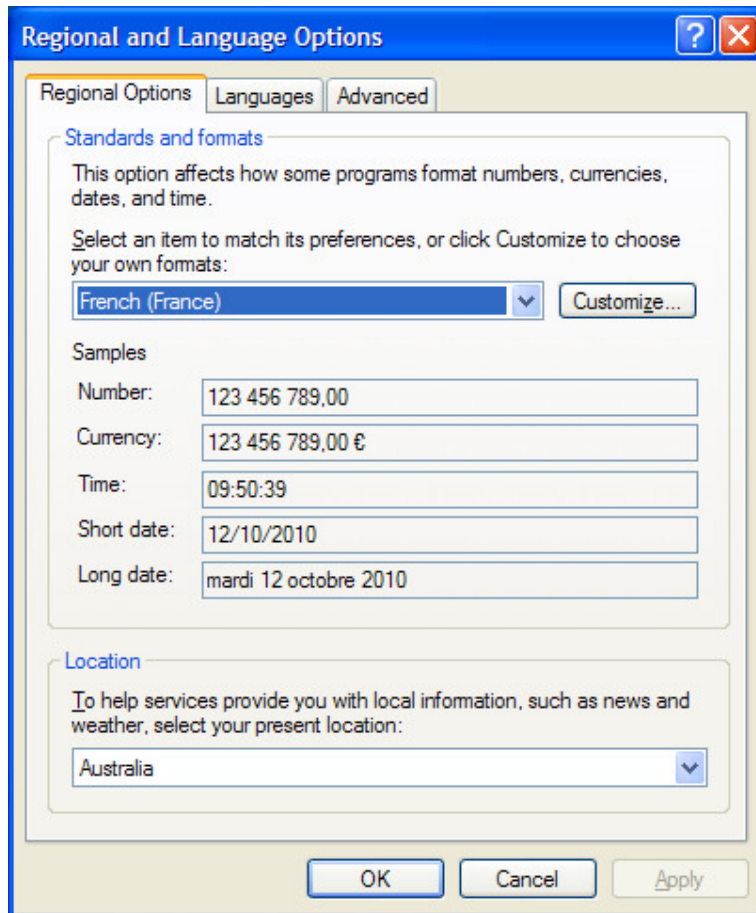 Regional and Language Options
Regional Options Languages Advanced
Standards and formats
This option affects how some programs format numbers, currencies,
dates, and time.
Select an item to match its preferences, or click Customize to choose
your own formats:
French (France) Customize...
Samples
Number: 123 456 789,00
Currency: 123 456 789,00 €
Time: 09:50:39
Short date: 12/10/2010
Long date: mardi 12 octobre 2010
Location
To help services provide you with local information, such as news and
weather, select your present location:
Australia
OK Cancel Apply